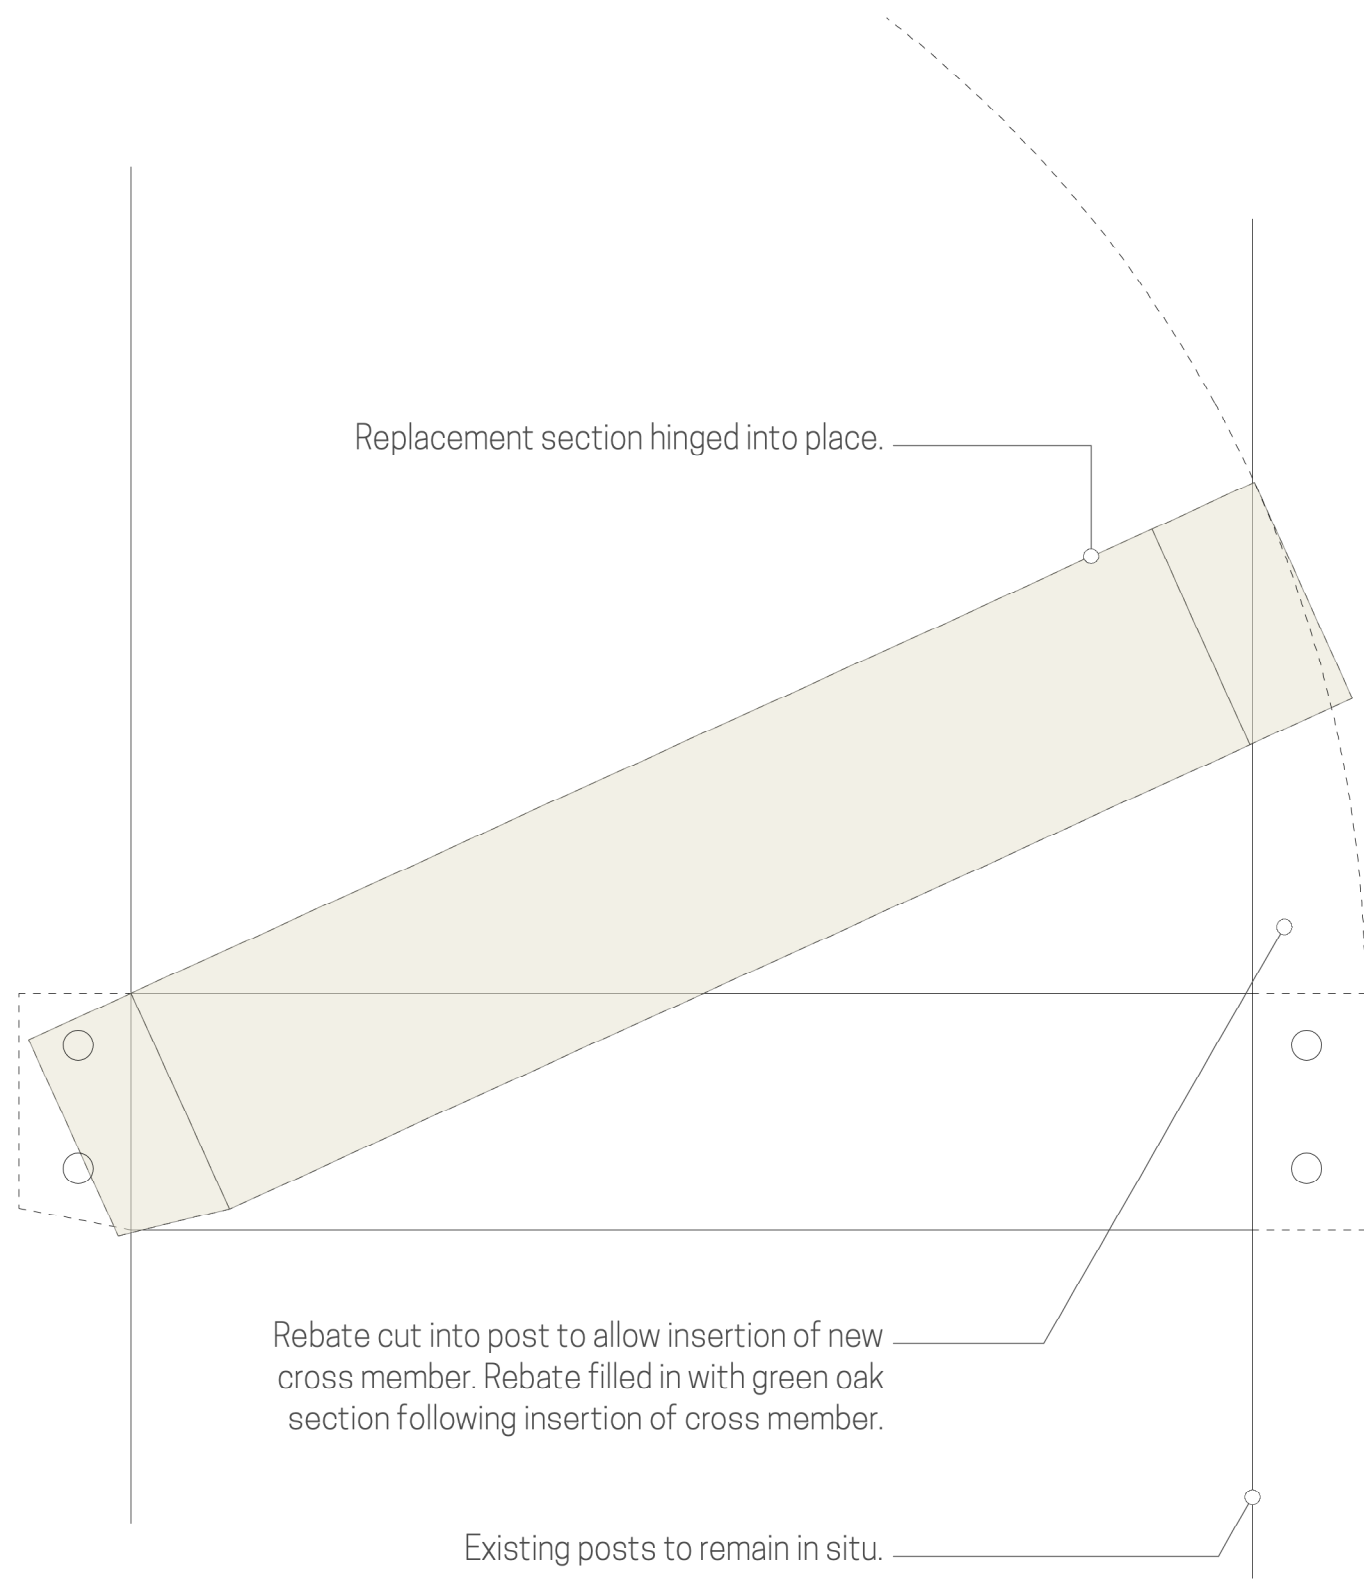 Replacement section hinged into place.
Rebate cut into post to allow insertion of new
cross member. Rebate filled in with green oak
section following insertion of cross member.
Existing posts to remain in situ.